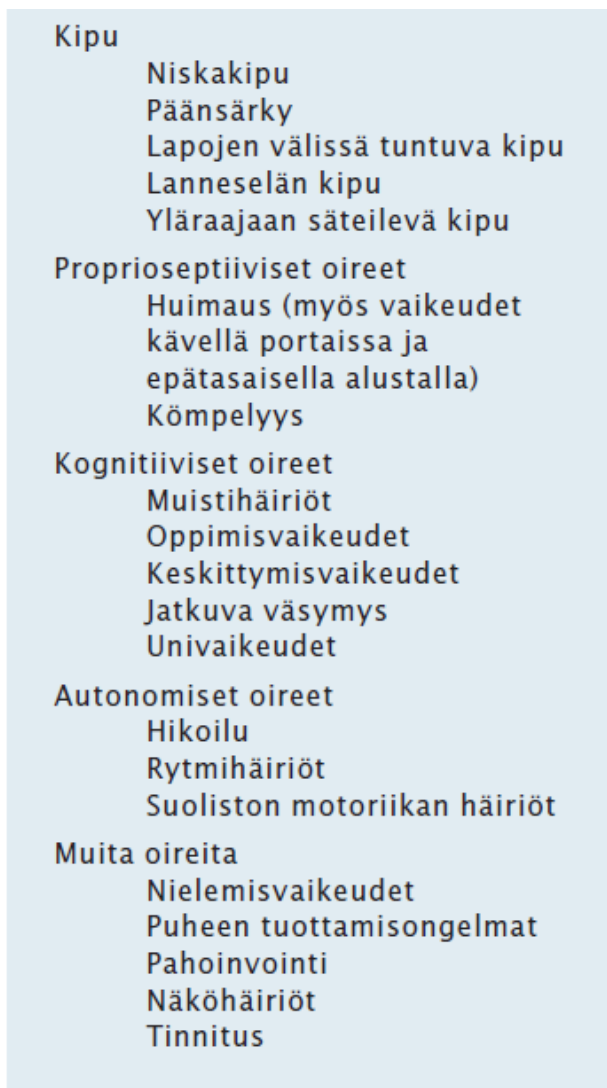 Kipu
Niskakipu
Päänsärky
Lapojen välissä tuntuva kipu
Lanneselän kipu
Yläraajaan säteilevä kipu
Proprioseptiiviset oireet
Huimaus (myös vaikeudet
kävellä portaissa ja
epätasaisella alustalla)
Kömpelyys
Kognitiiviset oireet
Muistihäiriöt
Oppimisvaikeudet
Keskittymisvaikeudet
Jatkuva väsymys
Univaikeudet
Autonomiset oireet
Hikoilu
Rytmihäiriöt
Suoliston motoriikan häiriöt
Muita oireita
Nielemisvaikeudet
Puheen tuottamisongelmat
Pahoinvointi
Näköhäiriöt
Tinnitus